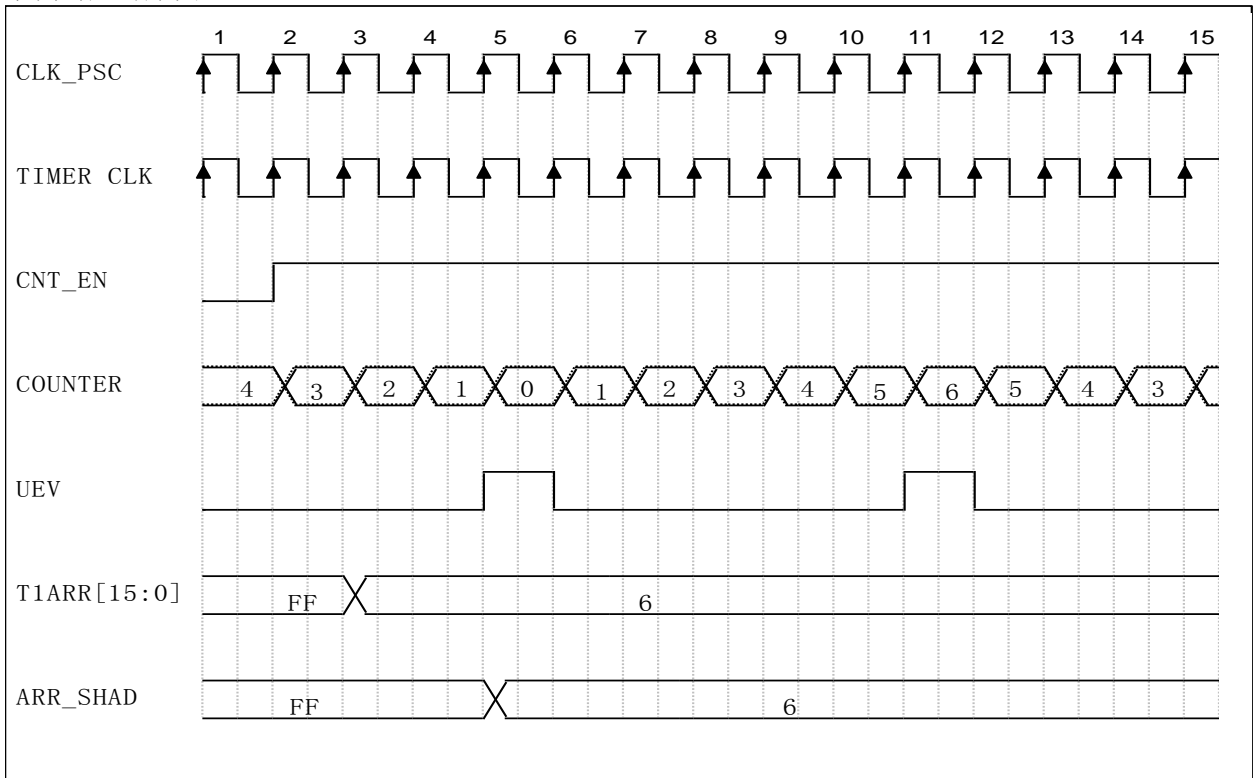 1 2 3 4 5 6 7 8 9 10 11 12 13 14 15
CLK_PSC
TIMER CLK
CNT_EN
COUNTER 4 3 2 1 0 1 2 3 4 5 6 5 4 3
UEV
T1ARR[15:0] FF 6
ARR_SHAD FF 6